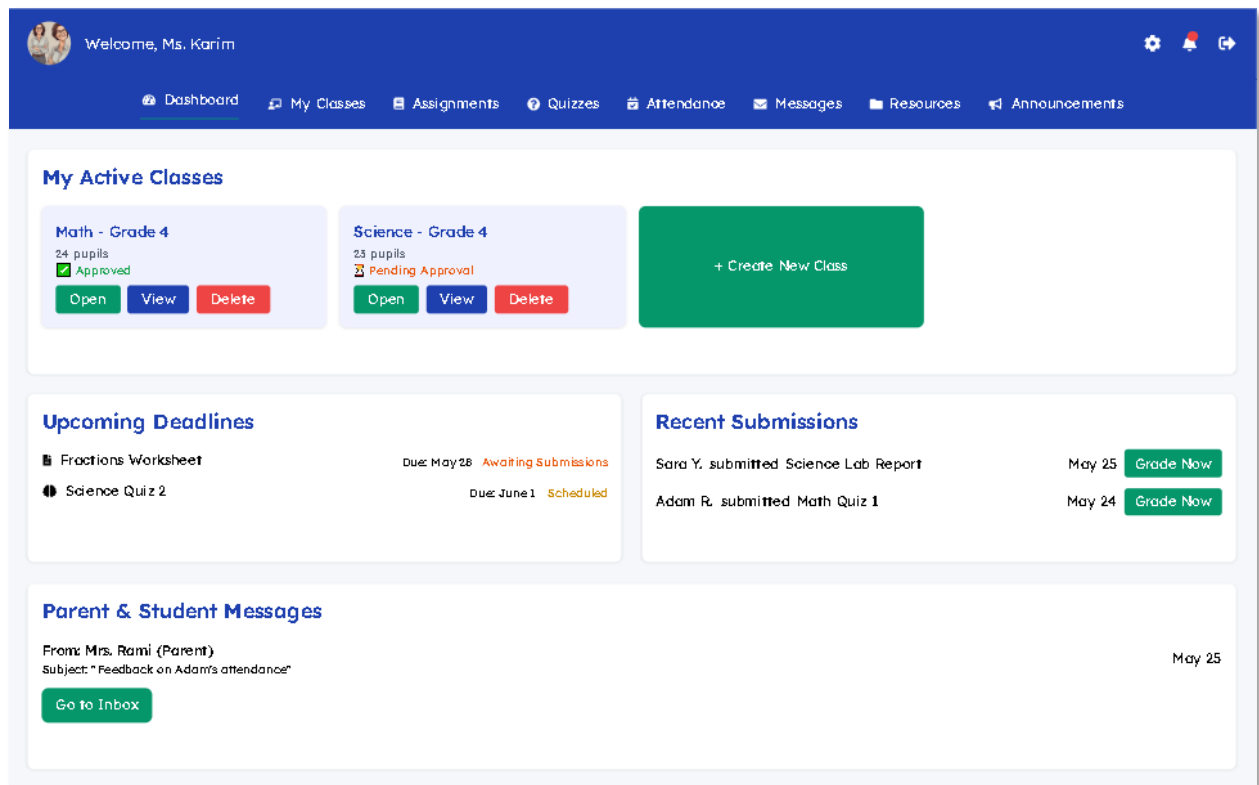 Welcome, Ms. Karim
Dashboard My Classes Assignments Quizzes Attendance Messages Resources Announcements
My Active Classes
Math - Grade 4
24 pupils
Approved
Open View Delete
Science - Grade 4
23 pupils
Pending Approval
Open View Delete
+ Create New Class
Upcoming Deadlines
Fractions Worksheet Due: May 28 Awaiting Submissions
Science Quiz 2 Due: June 1 Scheduled
Recent Submissions
Sara Y. submitted Science Lab Report May 25 Grade Now
Adam R. submitted Math Quiz 1 May 24 Grade Now
Parent & Student Messages
From: Mrs. Rami (Parent) May 25
Subject: "Feedback on Adam's attendance"
Go to Inbox